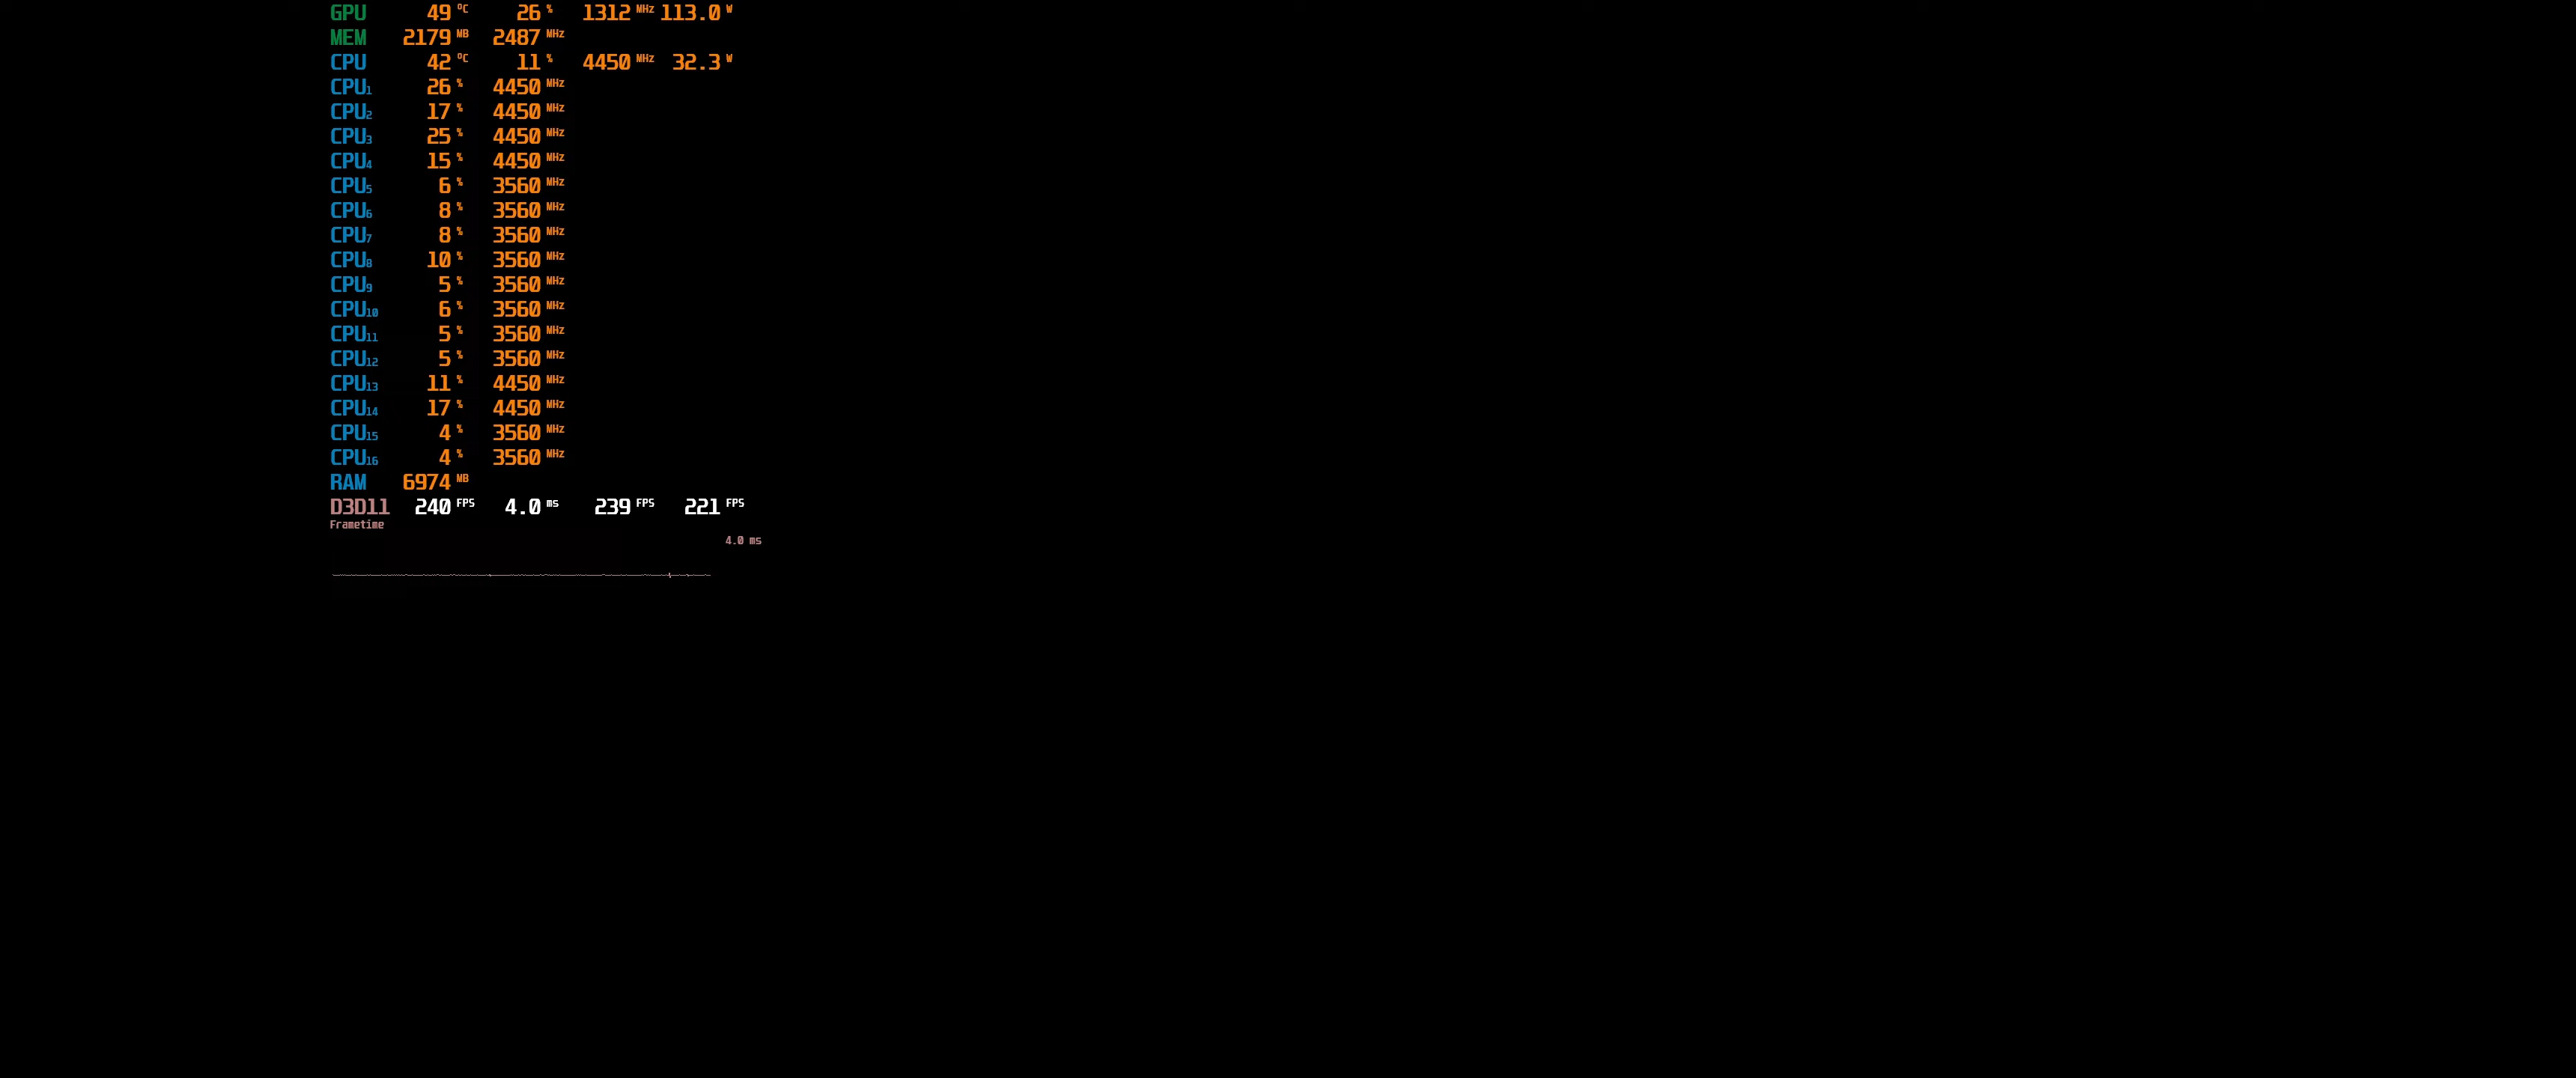 GPU 49 °C 26 % 1312 MHz 113.0 W
MEM 2179 MB 2487 MHz
CPU 42 °C 11 % 4450 MHz 32.3 W
CPU1 26 % 4450 MHz
CPU2 17 % 4450 MHz
CPU3 25 % 4450 MHz
CPU4 15 % 4450 MHz
CPU5 6 % 3560 MHz
CPU6 8 % 3560 MHz
CPU7 8 % 3560 MHz
CPU8 10 % 3560 MHz
CPU9 5 % 3560 MHz
CPU10 6 % 3560 MHz
CPU11 5 % 3560 MHz
CPU12 5 % 3560 MHz
CPU13 11 % 4450 MHz
CPU14 17 % 4450 MHz
CPU15 4 % 3560 MHz
CPU16 4 % 3560 MHz
RAM 6974 MB
D3D11 240 FPS 4.0 ms 239 FPS 221 FPS
Frametime
4.0 ms